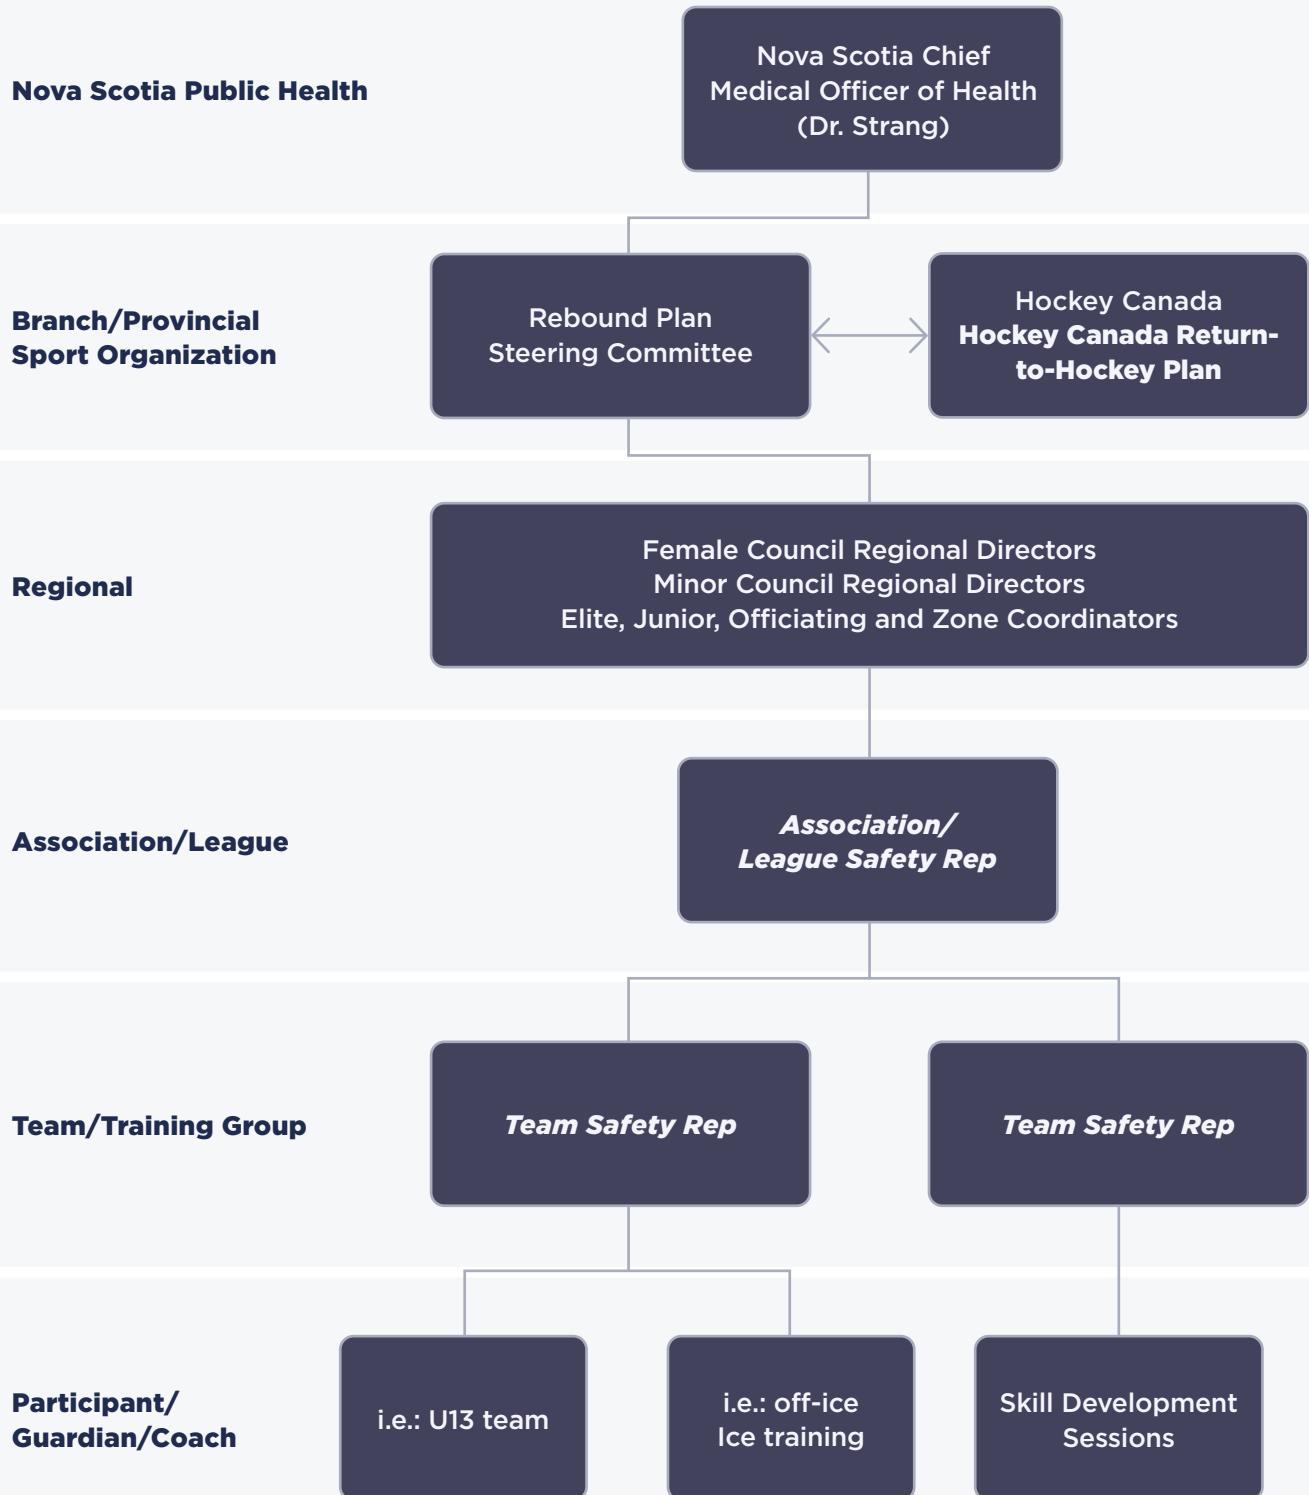 Nova Scotia Public Health
Nova Scotia Chief
Medical Officer of Health
(Dr. Strang)
Branch/Provincial
Sport Organization
Rebound Plan
Steering Committee
Hockey Canada
Hockey Canada Return-
to-Hockey Plan
Regional
Female Council Regional Directors
Minor Council Regional Directors
Elite, Junior, Officiating and Zone Coordinators
Association/League
Association/
League Safety Rep
Team/Training Group
Team Safety Rep
Team Safety Rep
Participant/
Guardian/Coach
i.e.: U13 team
i.e.: off-ice
Ice training
Skill Development
Sessions